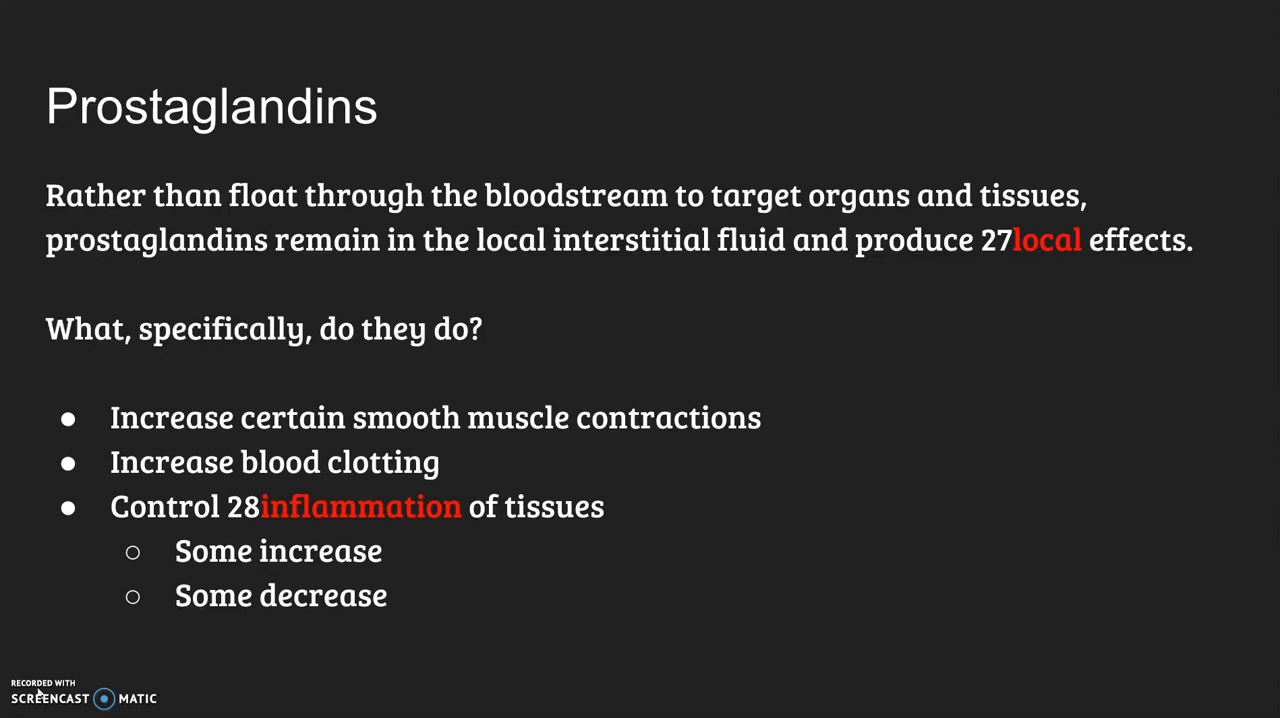 Prostaglandins
Rather than float through the bloodstream to target organs and tissues,
prostaglandins remain in the local interstitial fluid and produce 27local effects.
What, specifically, do they do?
● Increase certain smooth muscle contractions
● Increase blood clotting
● Control 28inflammation of tissues
○ Some increase
○ Some decrease
RECORDED WITH
SCREENCAST MATIC